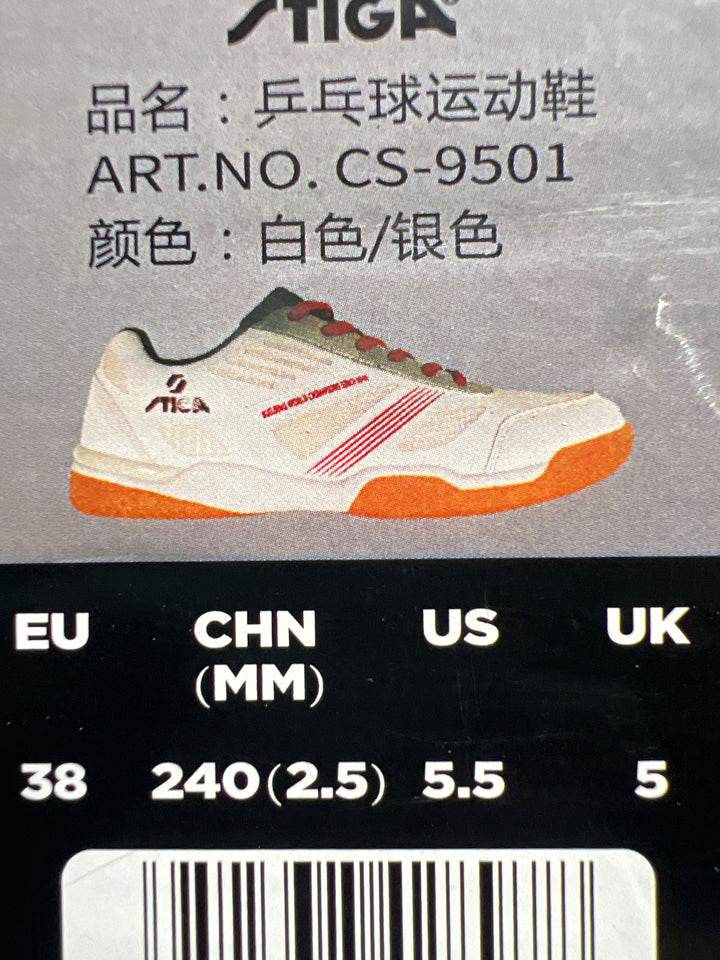 STIGA
品名：乒乓球运动鞋
ART.NO. CS-9501
颜色：白色/银色
STIGA
EU CHN (MM) US UK
38 240(2.5) 5.5 5